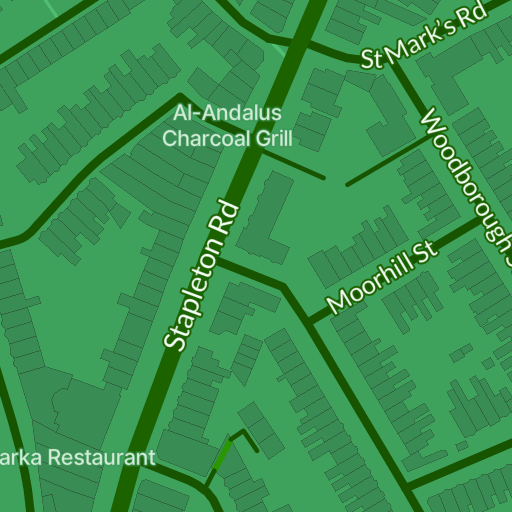 St Mark's Rd
Al-Andalus
Charcoal Grill
Woodborough S
Stapleton Rd
Moorhill St
arka Restaurant